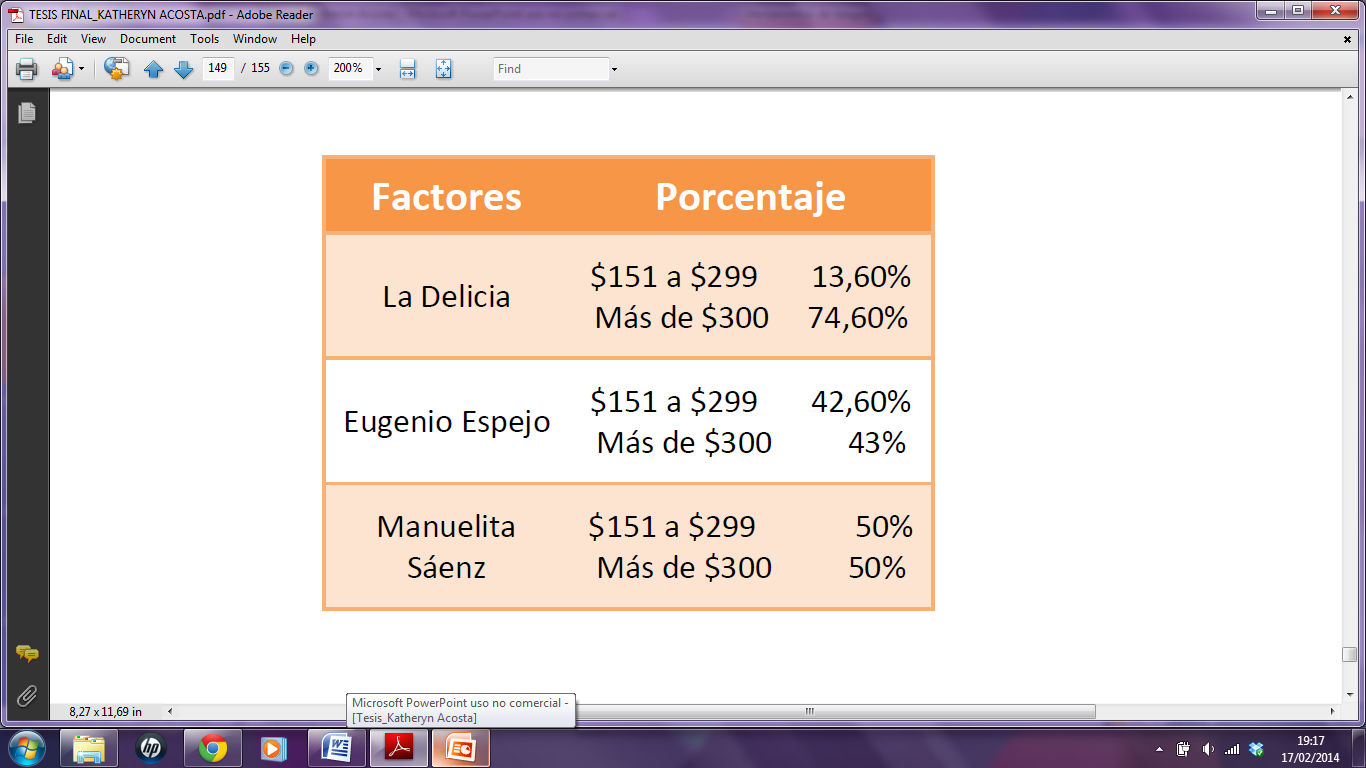 TESIS FINAL_KATHERYN ACOSTA.pdf - Adobe Reader
File Edit View Document Tools Window Help
149 / 155 200% Find
Factores Porcentaje
La Delicia
$151 a $299 13,60%
Más de $300 74,60%
Eugenio Espejo
$151 a $299 42,60%
Más de $300 43%
Manuelita
Sáenz
$151 a $299 50%
Más de $300 50%
8,27 x 11,69 in
Microsoft PowerPoint uso no comercial -
[Tesis_Katheryn Acosta]
hp
19:17
17/02/2014